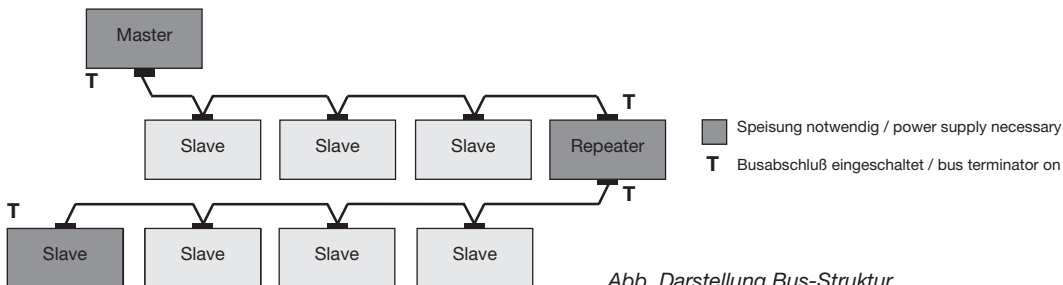 Master
T
T
Slave Slave Slave Repeater
Speisung notwendig / power supply necessary
T Busabschluß eingeschaltet / bus terminator on
T
T
Slave Slave Slave Slave
Abb. Darstellung Bus-Struktur